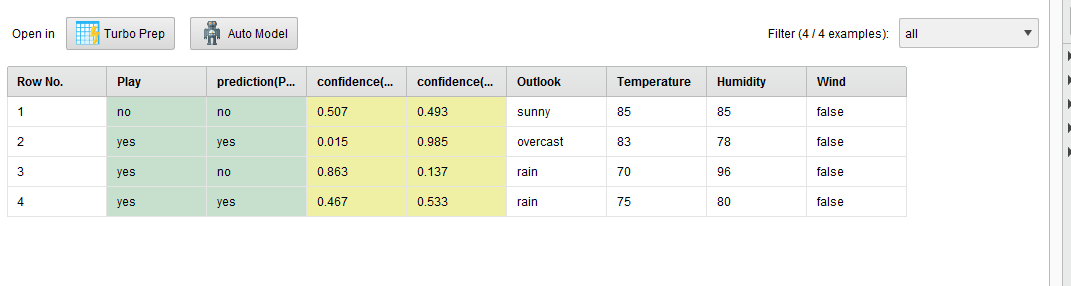 Open in Turbo Prep Auto Model Filter (4 / 4 examples): all
Row No. Play prediction(P... confidence(... confidence(... Outlook Temperature Humidity Wind
1 no no 0.507 0.493 sunny 85 85 false
2 yes yes 0.015 0.985 overcast 83 78 false
3 yes no 0.863 0.137 rain 70 96 false
4 yes yes 0.467 0.533 rain 75 80 false